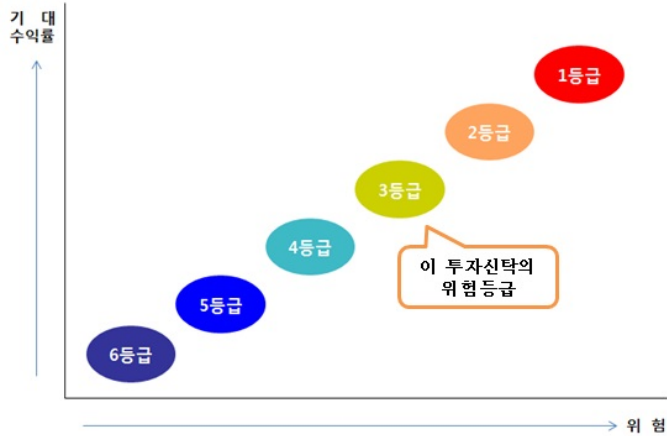 기 대
수익률
1등급
2등급
3등급
4등급
이 투자신탁의
위험등급
5등급
6등급
위 험